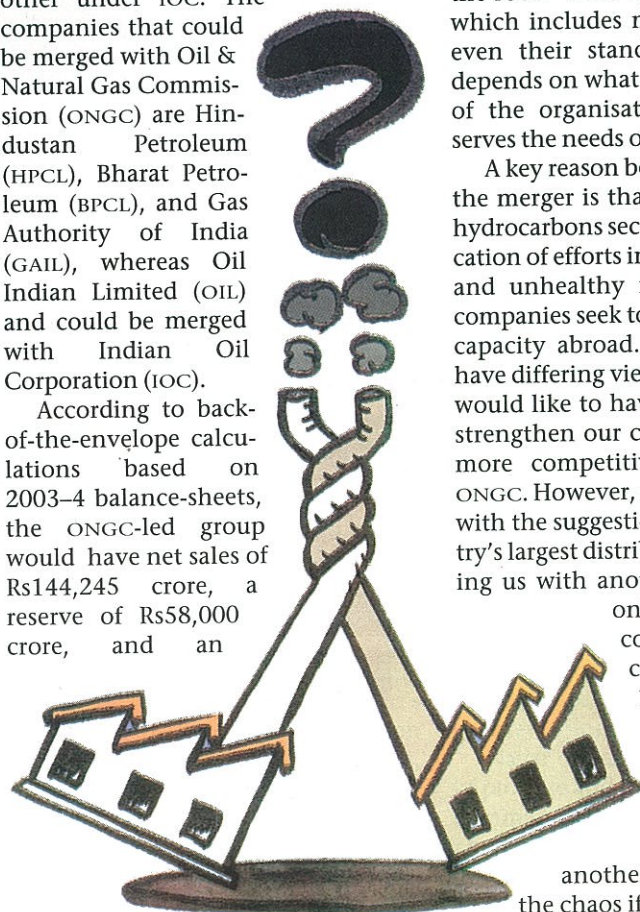 other under IOC. The
companies that could
be merged with Oil &
Natural Gas Commis-
sion (ONGC) are Hin-
dustan Petroleum
(HPCL), Bharat Petro-
leum (BPCL), and Gas
Authority of India
(GAIL), whereas Oil
Indian Limited (OIL)
and could be merged
with Indian Oil
Corporation (IOC).
According to back-
of-the-envelope calcu-
lations based on
2003–4 balance-sheets,
the ONGC-led group
would have net sales of
Rs144,245 crore, a
reserve of Rs58,000
crore, and an
which includes
even their stan
depends on what
of the organisat
serves the needs o
A key reason be
the merger is tha
hydrocarbons sec
cation of efforts in
and unhealthy
companies seek to
capacity abroad.
have differing vie
would like to hav
strengthen our c
more competiti
ONGC. However,
with the suggesti
try's largest distri
ing us with ano
on
co
c
anothe
the chaos if